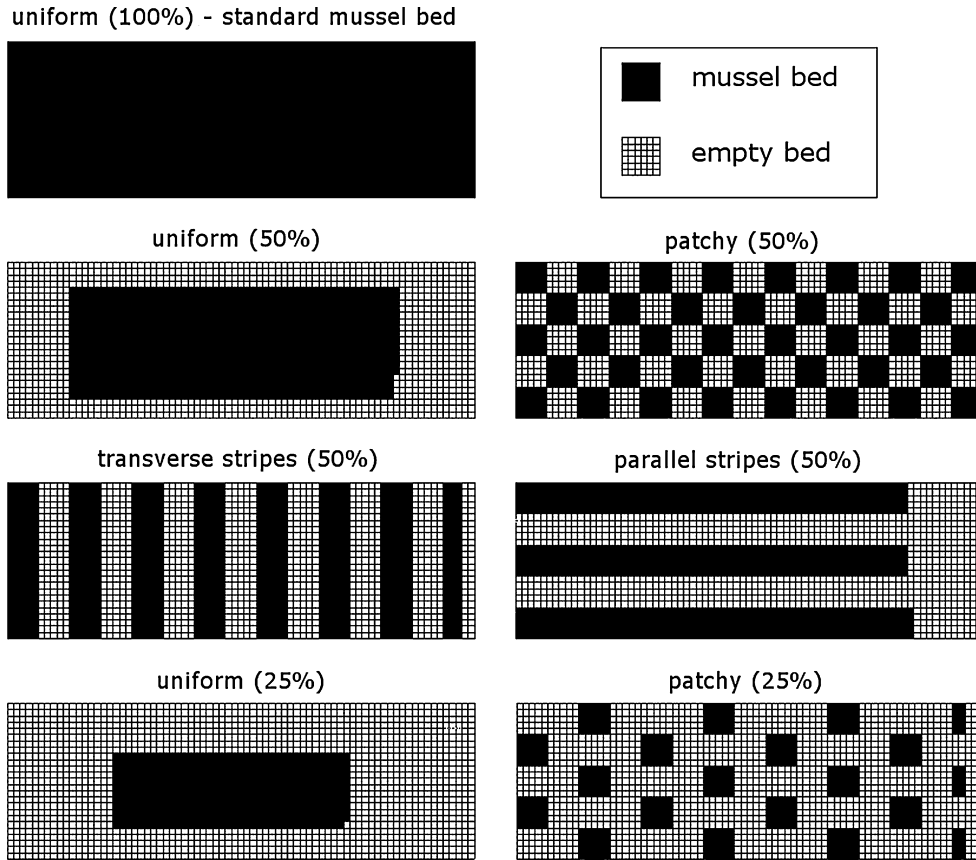 uniform (100%) - standard mussel bed
mussel bed
empty bed
uniform (50%)
patchy (50%)
transverse stripes (50%)
parallel stripes (50%)
uniform (25%)
patchy (25%)